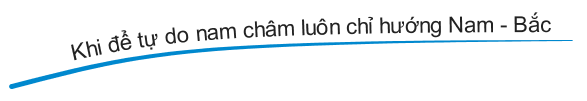 Khi để tự do nam châm luôn chỉ hướng Nam - Bắc